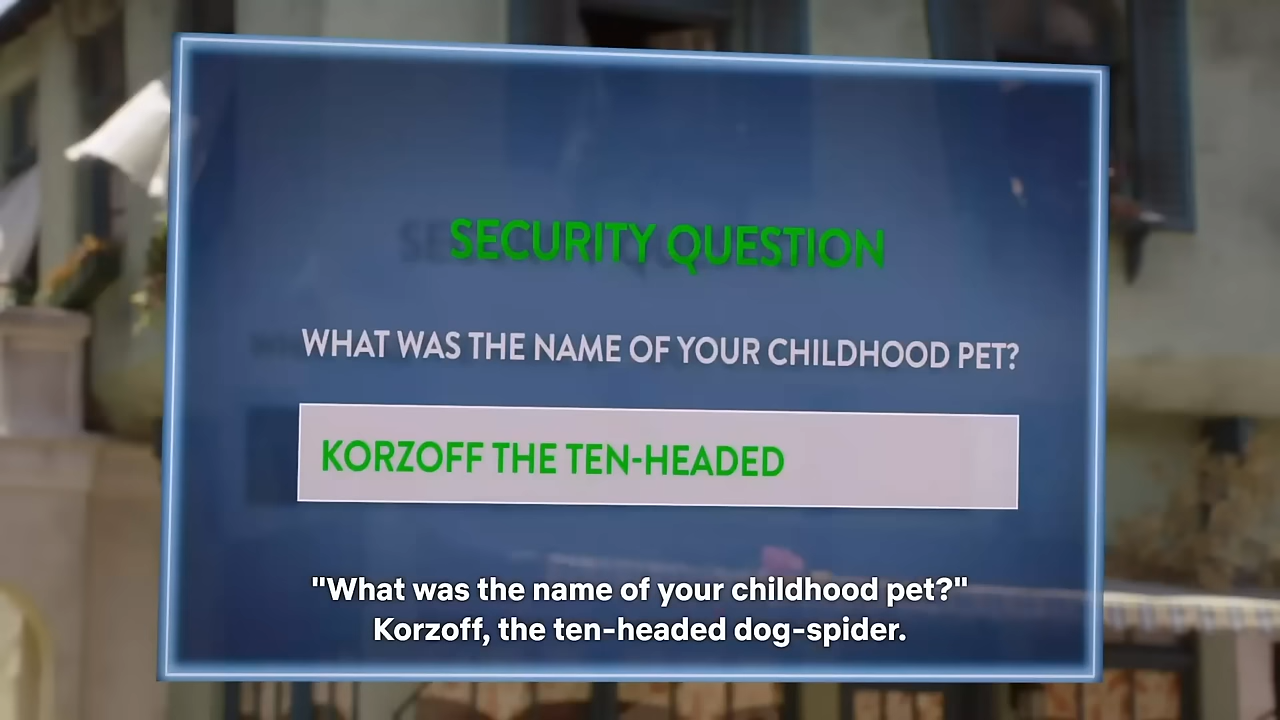 SECURITY QUESTION
WHAT WAS THE NAME OF YOUR CHILDHOOD PET?
KORZOFF THE TEN-HEADED
"What was the name of your childhood pet?"
Korzoff, the ten-headed dog-spider.